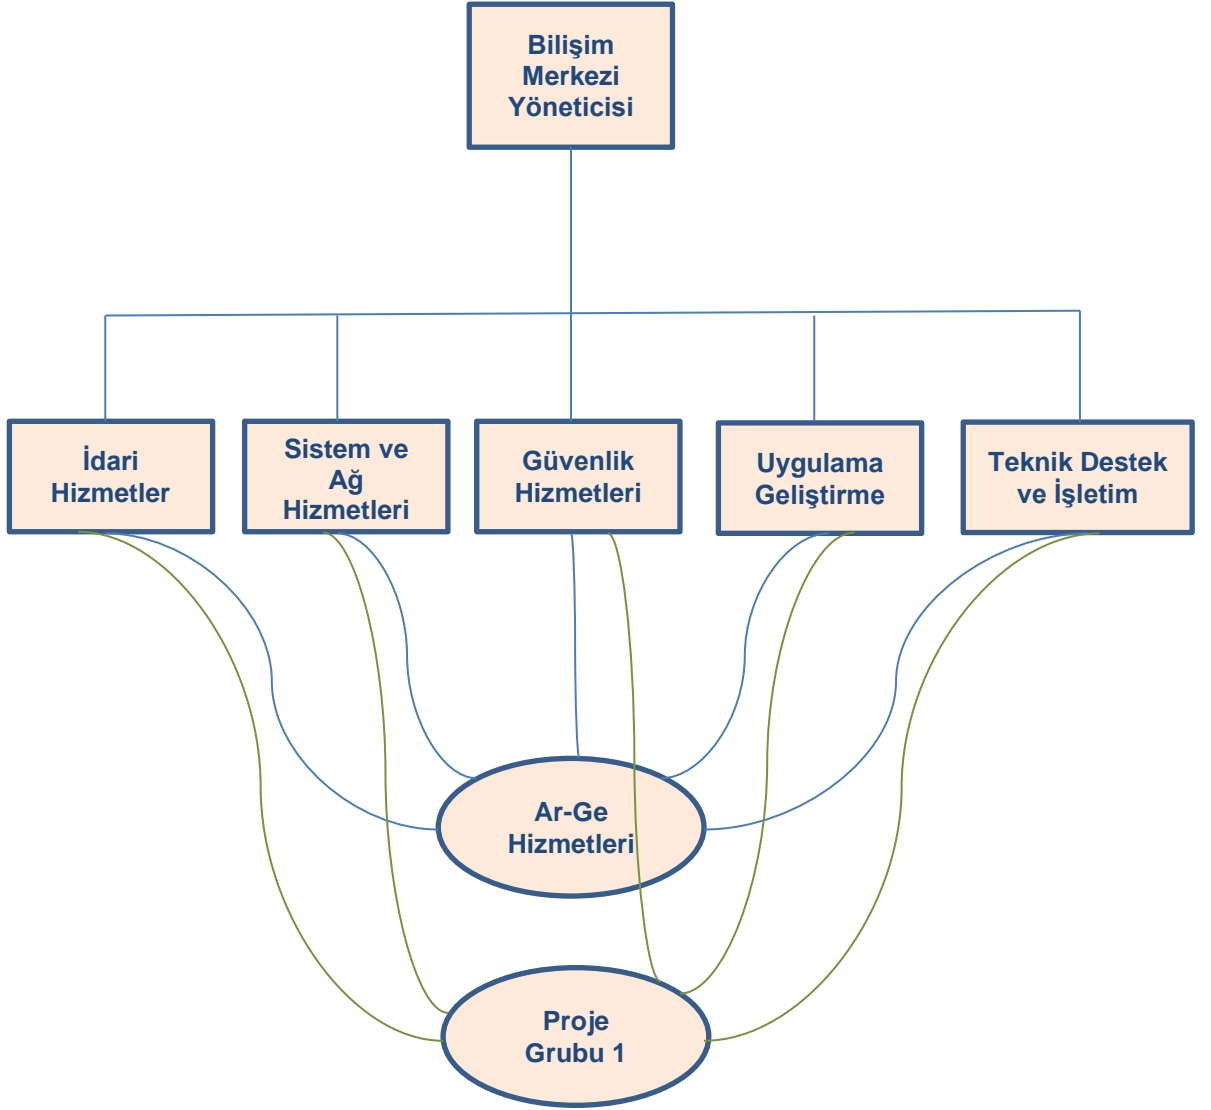 Bilişim
Merkezi
Yöneticisi
İdari
Hizmetler
Sistem ve
Ağ
Hizmetleri
Güvenlik
Hizmetleri
Uygulama
Geliştirme
Teknik Destek
ve İşletim
Ar-Ge
Hizmetleri
Proje
Grubu 1